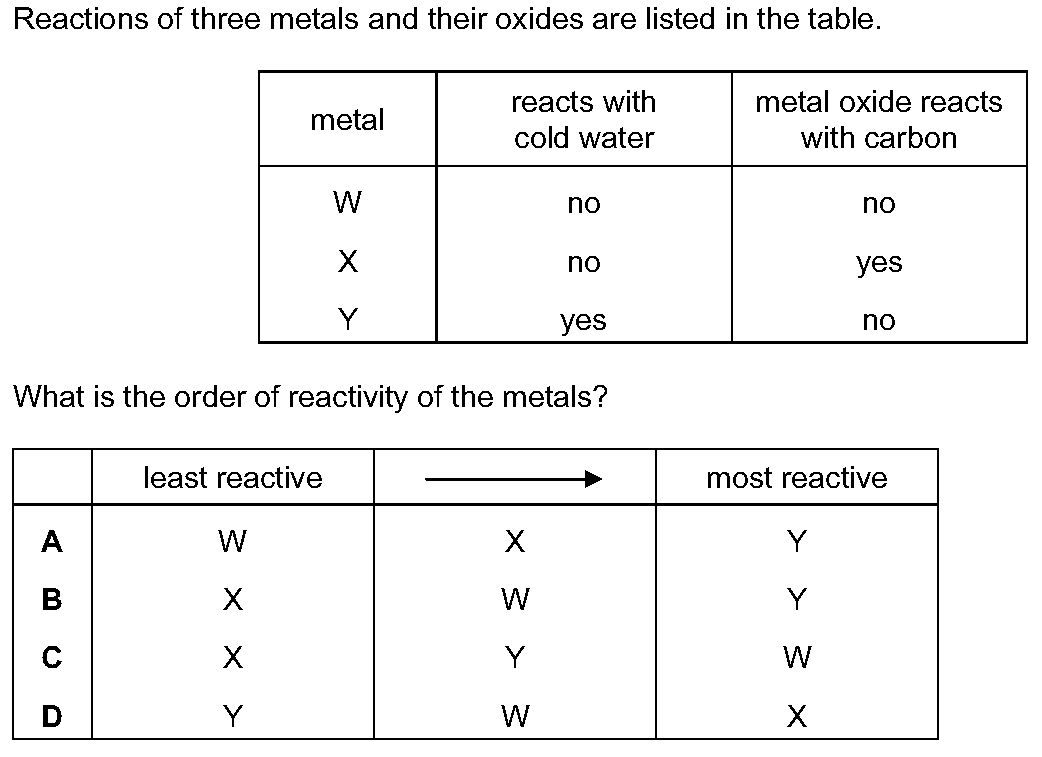 Reactions of three metals and their oxides are listed in the table.
metal
reacts with
cold water
metal oxide reacts
with carbon
W no no
X no yes
Y yes no
What is the order of reactivity of the metals?
least reactive most reactive
A W X Y
B X W Y
C X Y W
D Y W X